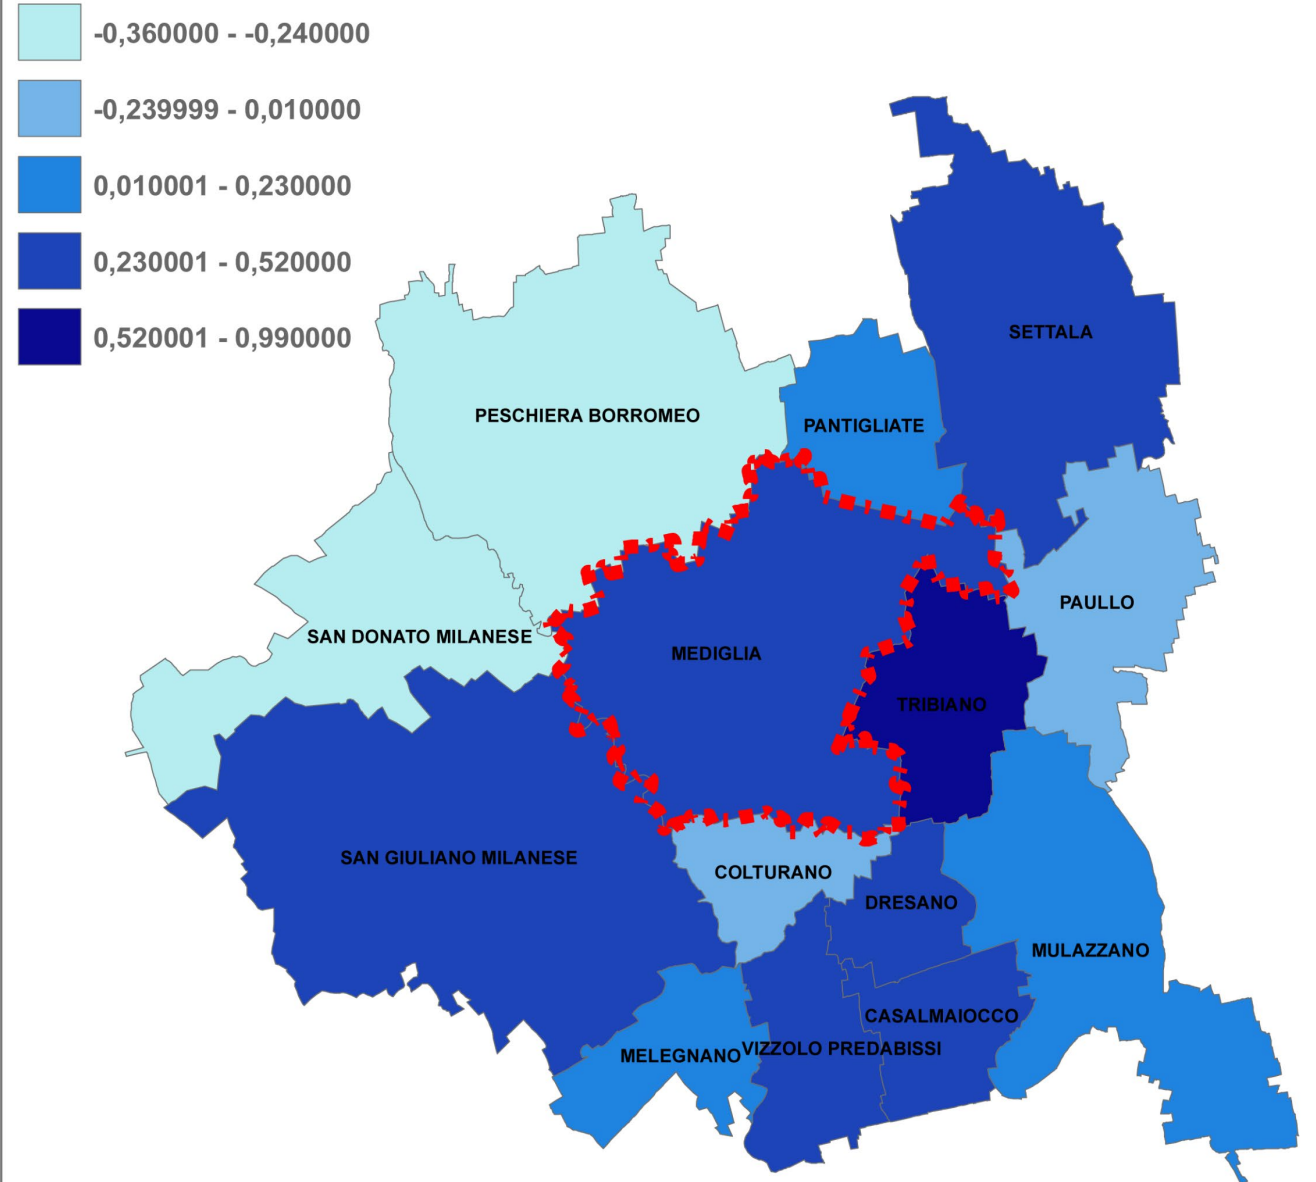 -0,360000 - -0,240000
-0,239999 - 0,010000
0,010001 - 0,230000
0,230001 - 0,520000
0,520001 - 0,990000
SETTALA
PESCHIERA BORROMEO
PANTIGLIATE
PAULLO
SAN DONATO MILANESE
MEDIGLIA
TRIBIANO
SAN GIULIANO MILANESE
COLTURANO
DRESANO
MULAZZANO
CASALMAIOCCO
MELEGNANO
VIZZOLO PREDABISSI